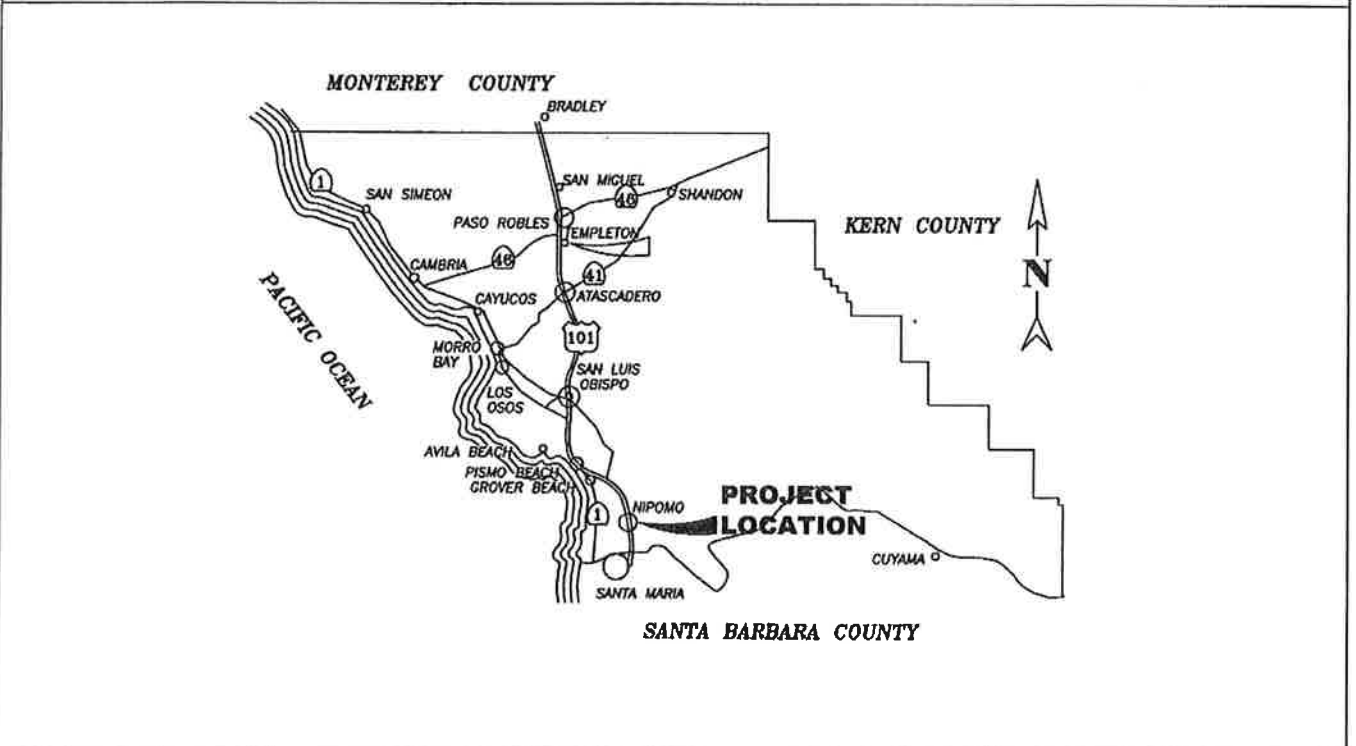 MONTEREY COUNTY
BRADLEY
1
SAN SIMEON
SAN MIGUEL
46
SHANDON
PASO ROBLES
TEMPLETON
KERN COUNTY
CAMBRIA
46
41
N
PACIFIC OCEAN
CAYUCOS
ATASCADERO
101
MORRO
BAY
SAN LUIS
OBISPO
LOS
OSOS
AVILA BEACH
PISMO BEACH
GROVER BEACH
1
NIPOMO
PROJECT
LOCATION
CUYAMA
SANTA MARIA
SANTA BARBARA COUNTY